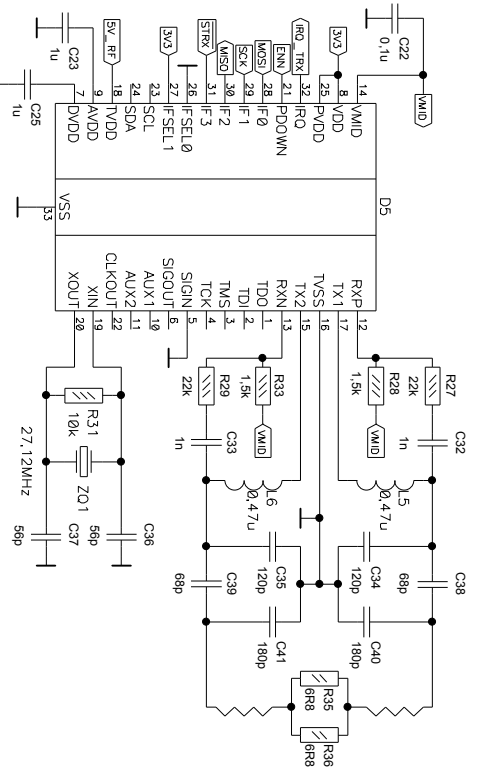 C22
0,1u
VMID
3V3
IRQ_TRX
ENN
MOSI
SCK
MISO
STRX
3V3
5V_RF
C23
1u
C25
1u
14
8
25
32
21
28
29
30
31
26
27
23
24
18
9
7
VMID
VDD
PVDD
IRQ
PDOWN
IF0
IF1
IF2
IF3
IFSEL0
IFSEL1
SCL
SDA
TVDD
AVDD
DVDD
D5
VSS
33
RXP
TX1
TVSS
TX2
RXN
TDO
TDI
TMS
TCK
SIGIN
SIGOUT
AUX1
AUX2
CLKOUT
XIN
XOUT
12
17
16
15
13
1
2
3
4
5
6
10
11
22
19
20
R27
22k
R28
1,5k
VMID
C32
1n
L5
0,47u
R33
1,5k
R29
22k
VMID
C33
1n
L6
0,47u
C38
68p
C34
120p
C40
180p
C35
120p
C41
180p
C39
68p
R35
6R8
R36
6R8
R31
10k
ZQ1
27,12MHz
C36
56p
C37
56p